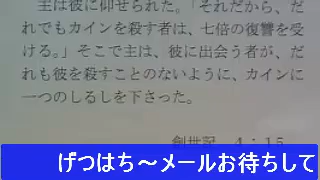 主は彼に仰せられた。「それだから、だ
れでもカインを殺す者は、七倍の復讐を受
ける。」そこで主は、彼に出会う者が、だ
れも彼を殺すことのないように、カインに
一つのしるしを下さった。
創世記 4：15
げつはち～メールお待ちして